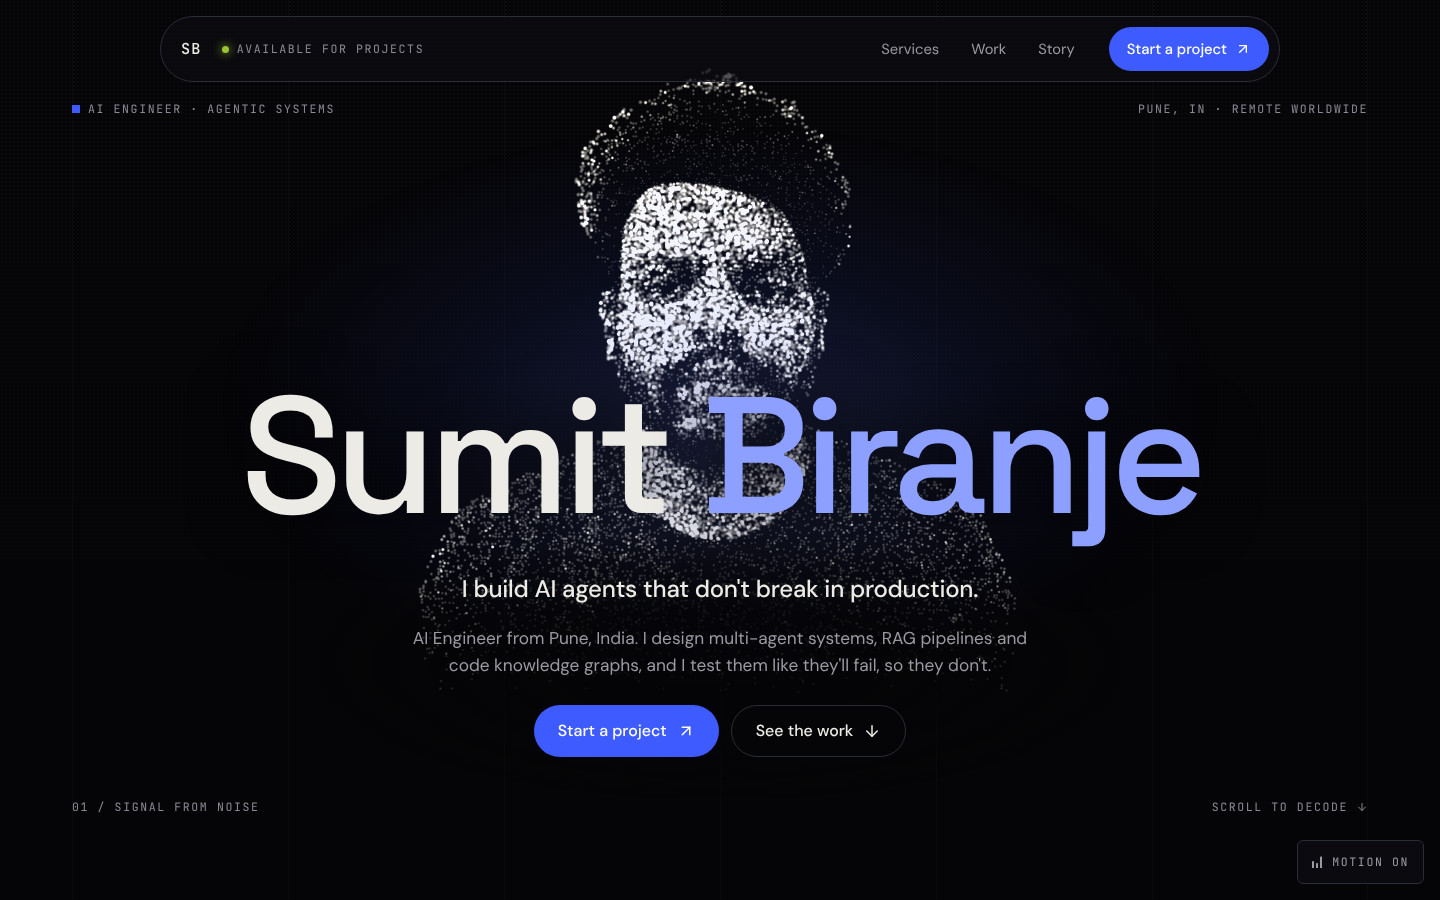 SB
AVAILABLE FOR PROJECTS
Services
Work
Story
Start a project
AI ENGINEER · AGENTIC SYSTEMS
PUNE, IN · REMOTE WORLDWIDE
Sumit Biranje
I build AI agents that don't break in production.
AI Engineer from Pune, India. I design multi-agent systems, RAG pipelines and
code knowledge graphs, and I test them like they'll fail, so they don't.
Start a project
See the work
01 / SIGNAL FROM NOISE
SCROLL TO DECODE ↓
MOTION ON